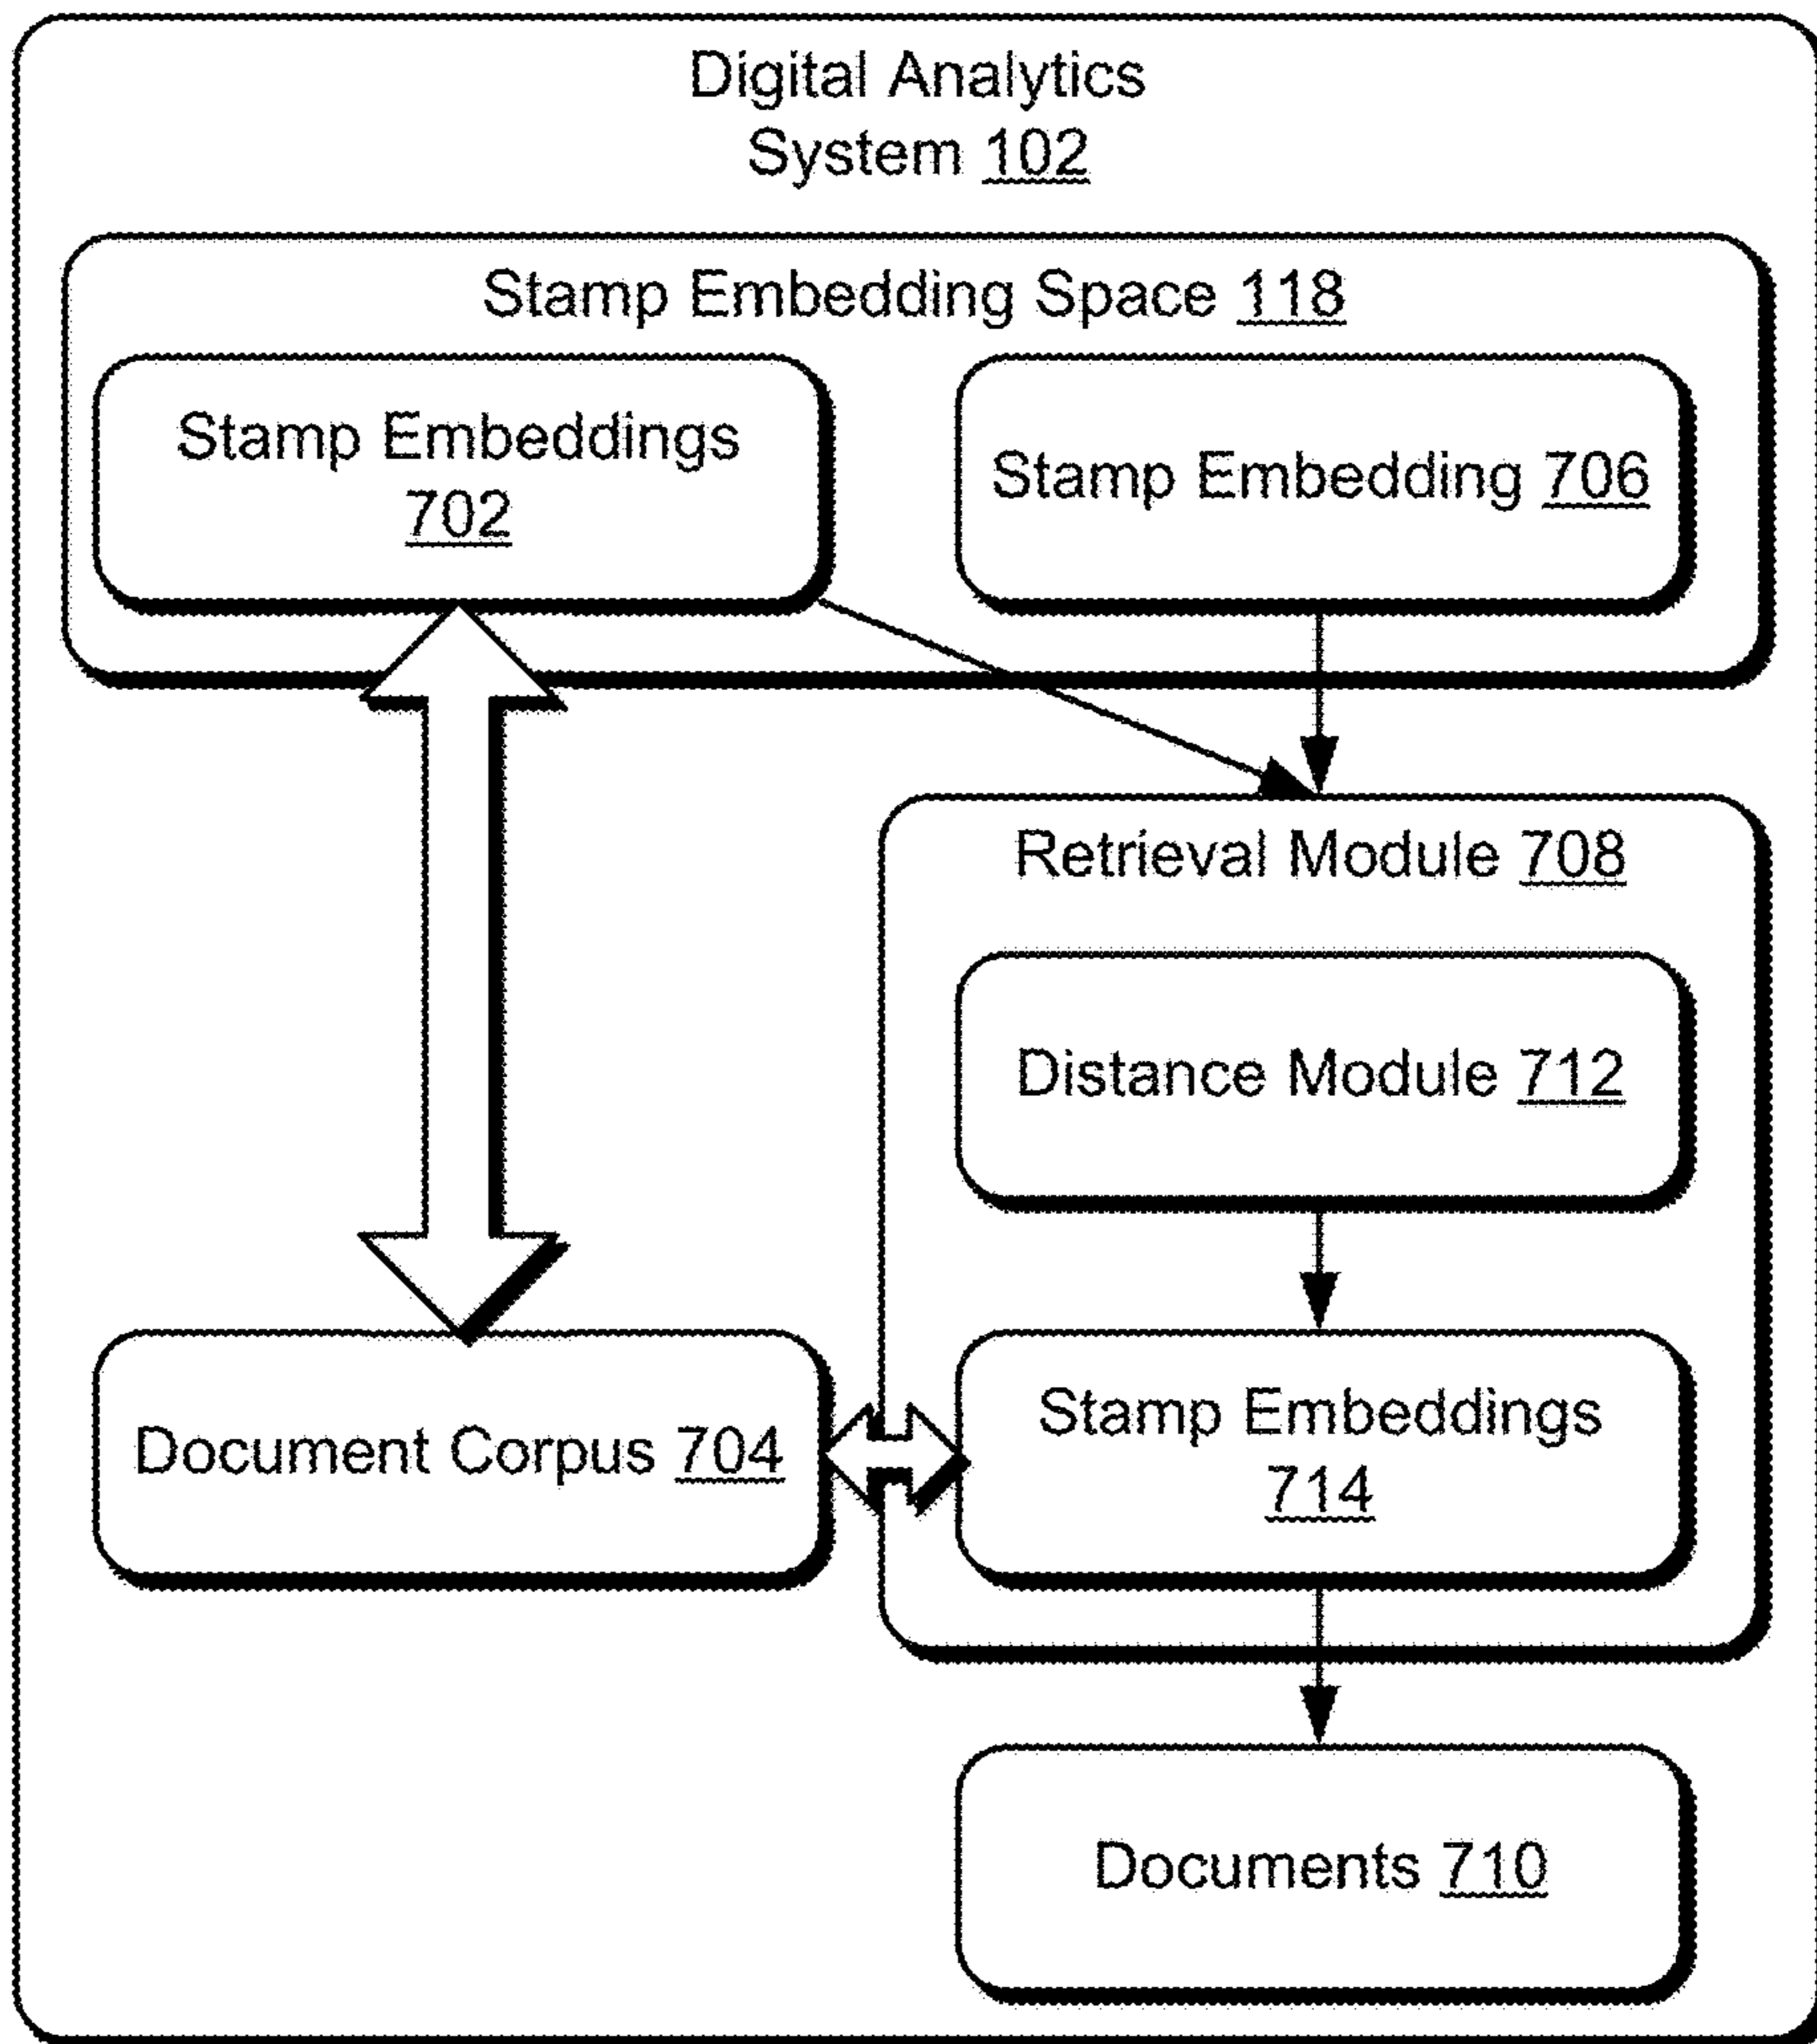 Digital Analytics
System 102
Stamp Embedding Space 118
Stamp Embeddings
702
Stamp Embedding 706
Retrieval Module 708
Distance Module 712
Document Corpus 704
Stamp Embeddings
714
Documents 710